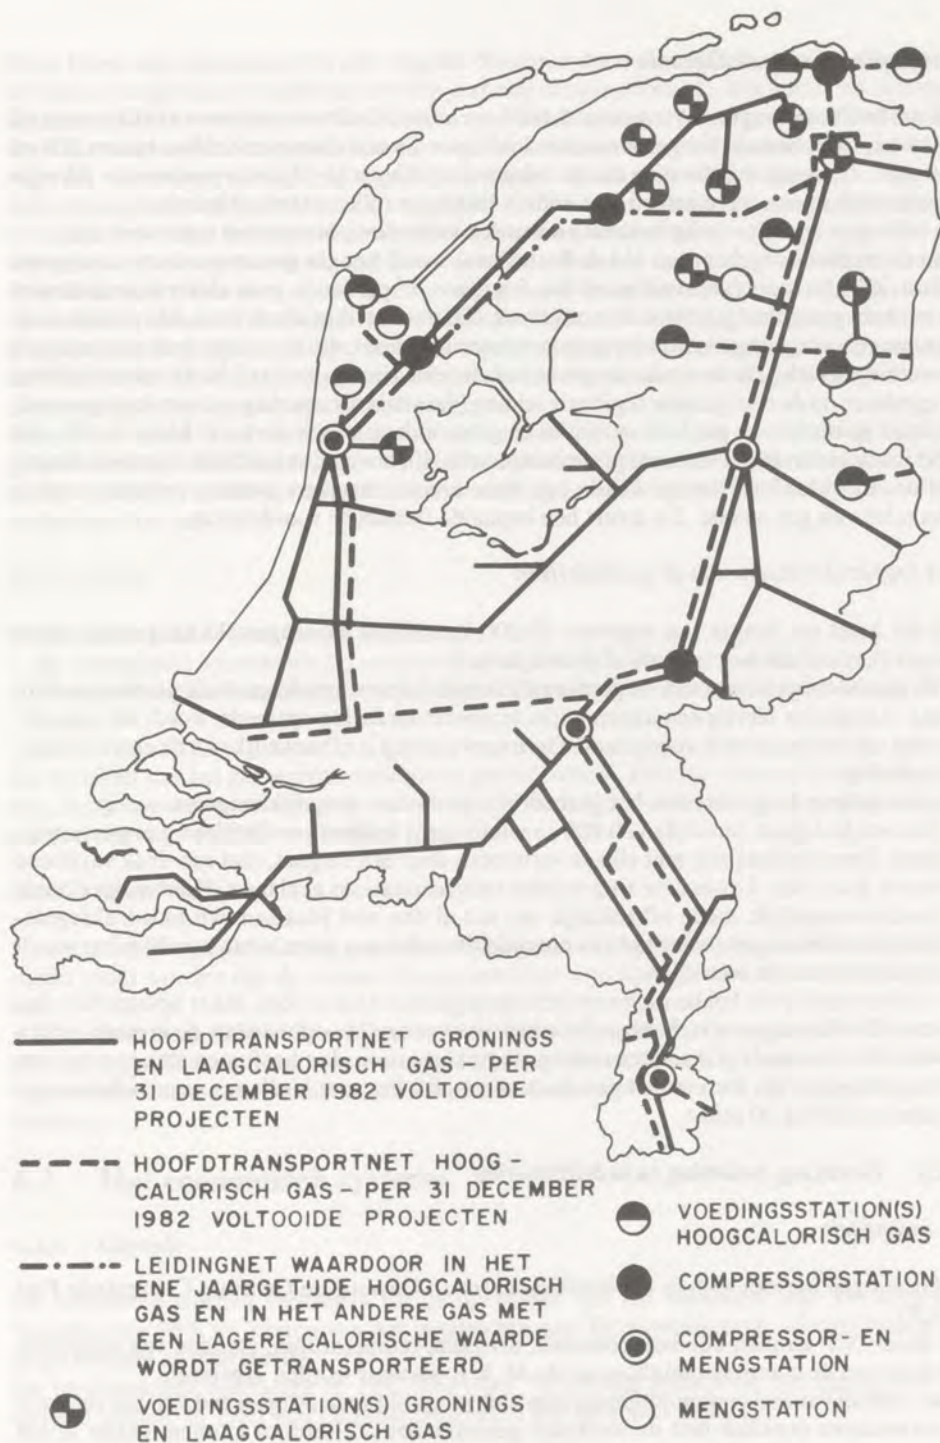 HOOFDTRANSPORTNET GRONINGS
EN LAAGCALORISCH GAS – PER
31 DECEMBER 1982 VOLTOOIDE
PROJECTEN
HOOFDTRANSPORTNET HOOG –
CALORISCH GAS – PER 31 DECEMBER
1982 VOLTOOIDE PROJECTEN
LEIDINGNET WAARDOOR IN HET
ENE JAARGETIJDE HOOGCALORISCH
GAS EN IN HET ANDERE GAS MET
EEN LAGERE CALORISCHE WAARDE
WORDT GETRANSPORTEERD
VOEDINGSSTATION(S) GRONINGS
EN LAAGCALORISCH GAS
VOEDINGSSTATION(S)
HOOGCALORISCH GAS
COMPRESSORSTATION
COMPRESSOR- EN
MENGSTATION
MENGSTATION